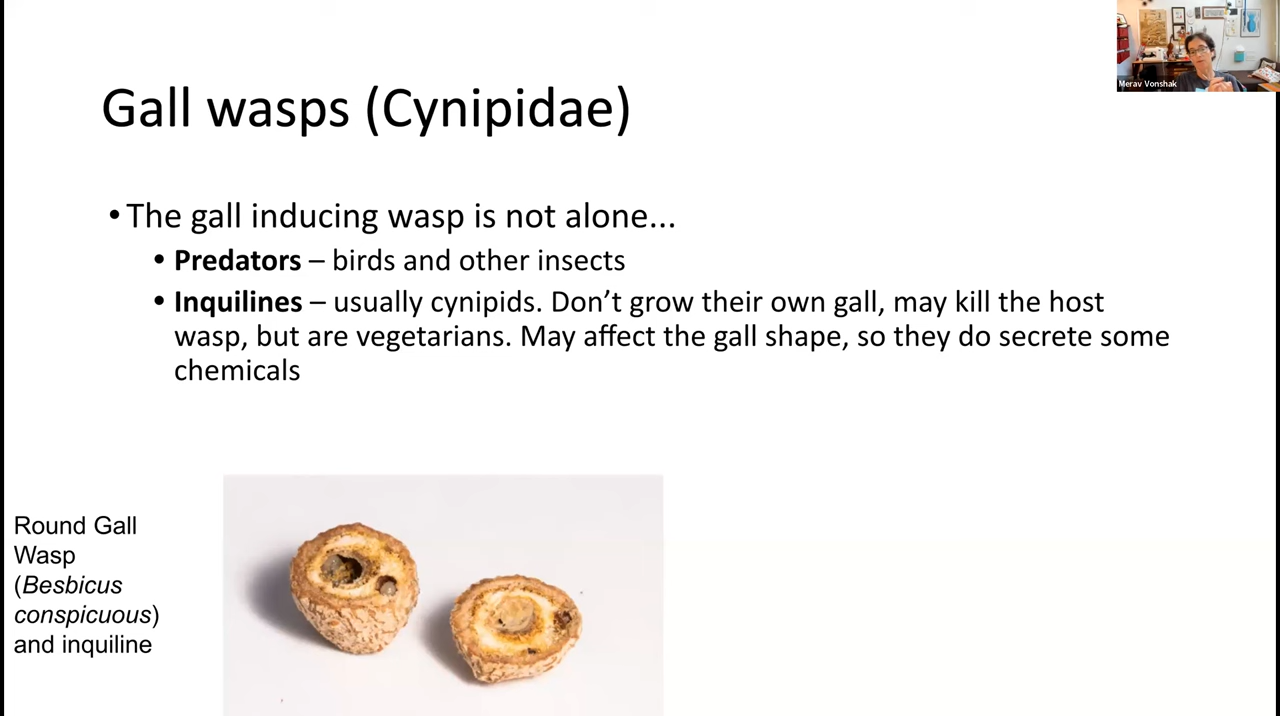 Merav Vonshak
Gall wasps (Cynipidae)
• The gall inducing wasp is not alone...
• Predators – birds and other insects
• Inquilines – usually cynipids. Don’t grow their own gall, may kill the host
wasp, but are vegetarians. May affect the gall shape, so they do secrete some
chemicals
Round Gall
Wasp
(Besbicus
conspicuous)
and inquiline